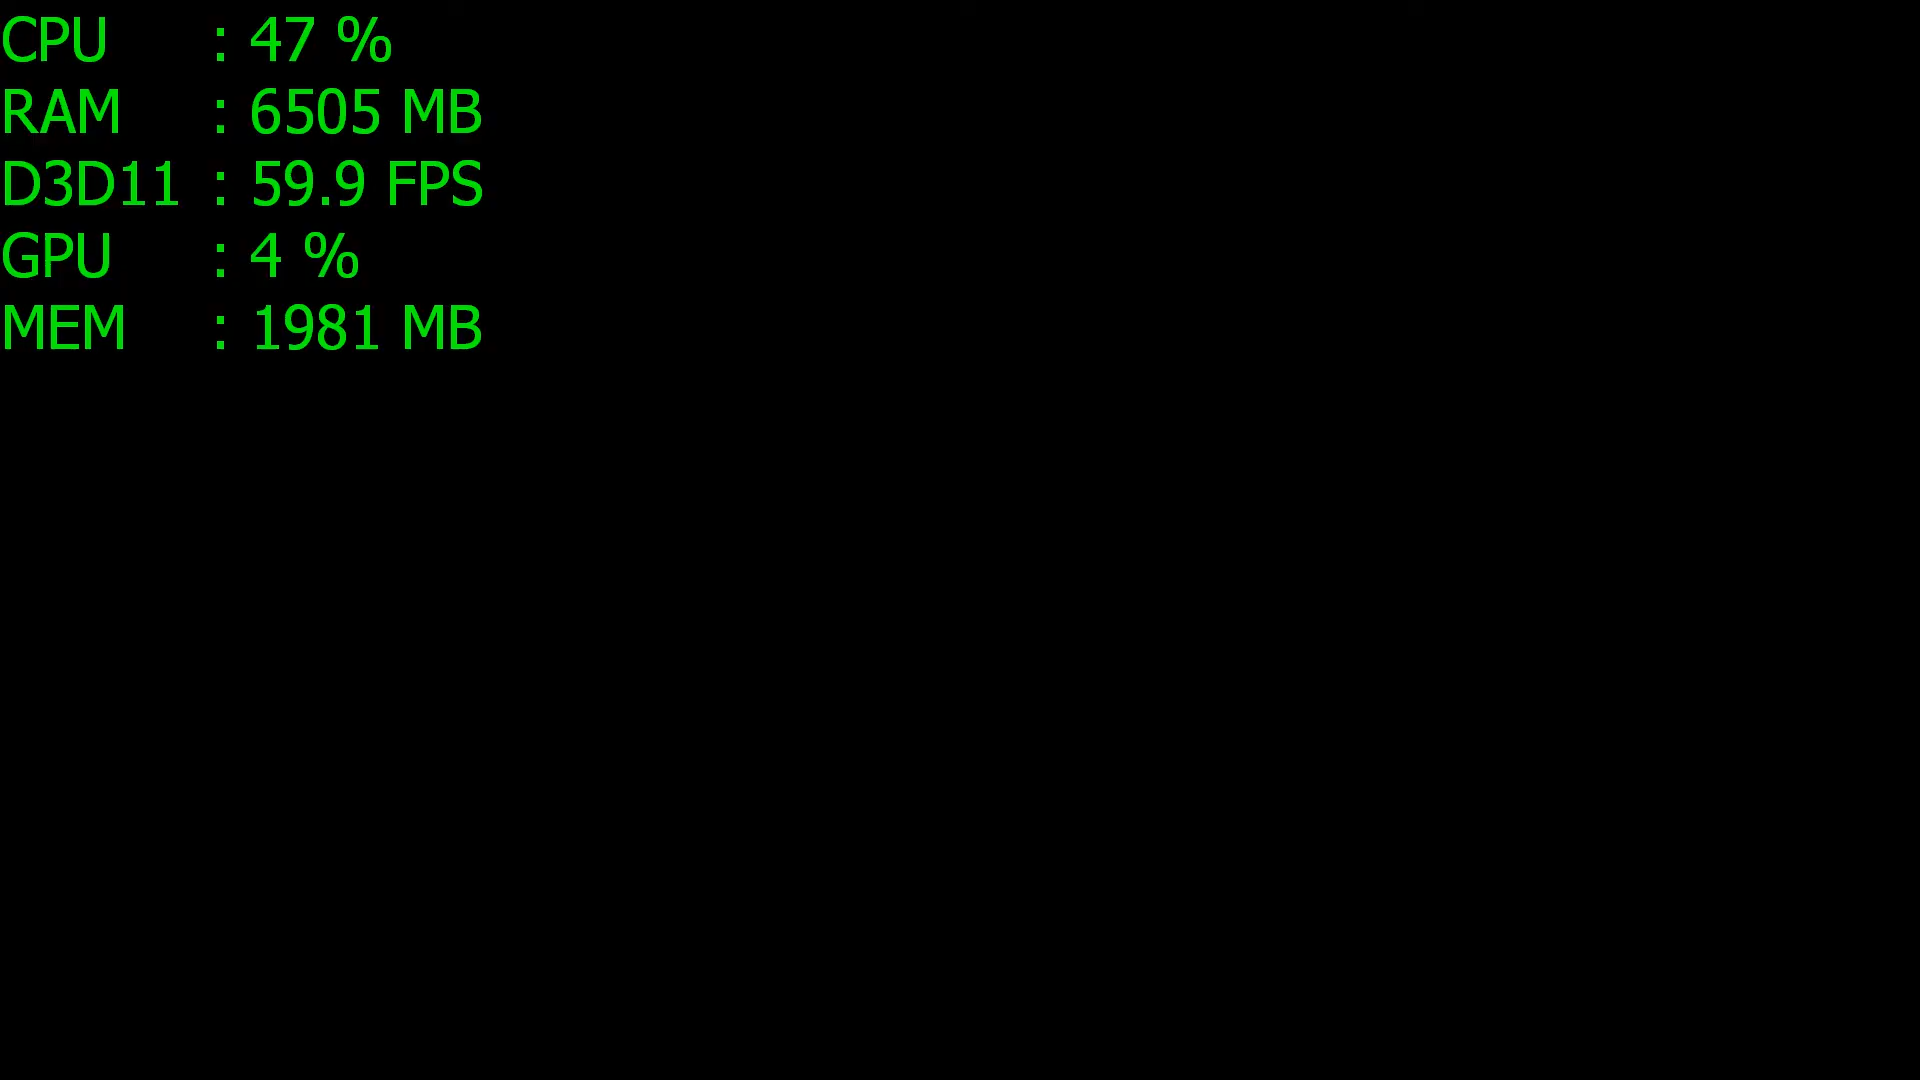 CPU : 47 %
RAM : 6505 MB
D3D11 : 59.9 FPS
GPU : 4 %
MEM : 1981 MB